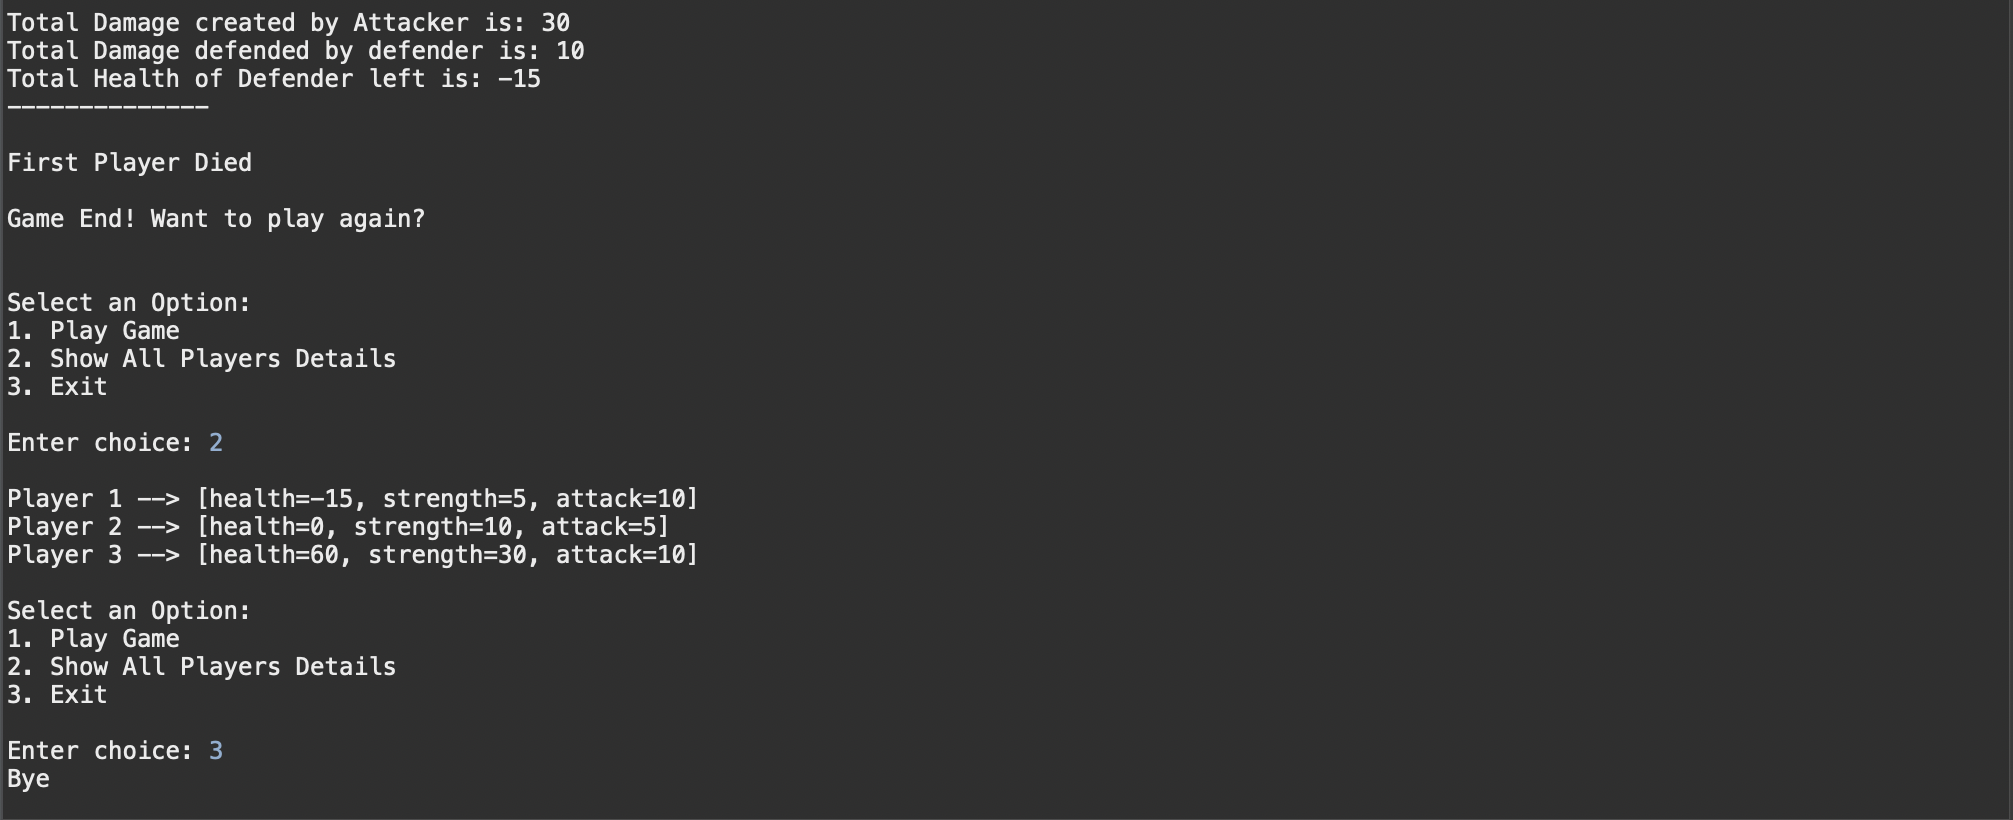 Total Damage created by Attacker is: 30
Total Damage defended by defender is: 10
Total Health of Defender left is: -15
--------------
First Player Died
Game End! Want to play again?
Select an Option:
1. Play Game
2. Show All Players Details
3. Exit
Enter choice: 2
Player 1 --> [health=-15, strength=5, attack=10]
Player 2 --> [health=0, strength=10, attack=5]
Player 3 --> [health=60, strength=30, attack=10]
Select an Option:
1. Play Game
2. Show All Players Details
3. Exit
Enter choice: 3
Bye